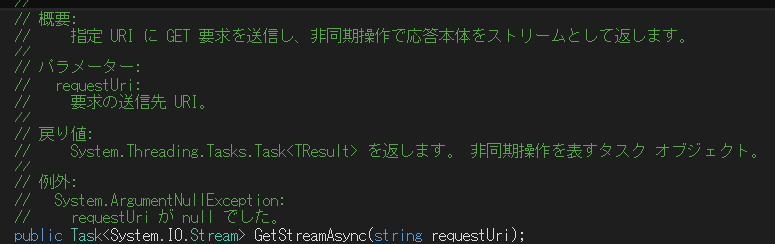 //
// 概要:
//     指定 URI に GET 要求を送信し、非同期操作で応答本体をストリームとして返します。
//
// パラメーター:
//   requestUri:
//     要求の送信先 URI。
//
// 戻り値:
//     System.Threading.Tasks.Task<TResult> を返します。 非同期操作を表すタスク オブジェクト。
//
// 例外:
//   System.ArgumentNullException:
//     requestUri が null でした。
public Task<System.IO.Stream> GetStreamAsync(string requestUri);